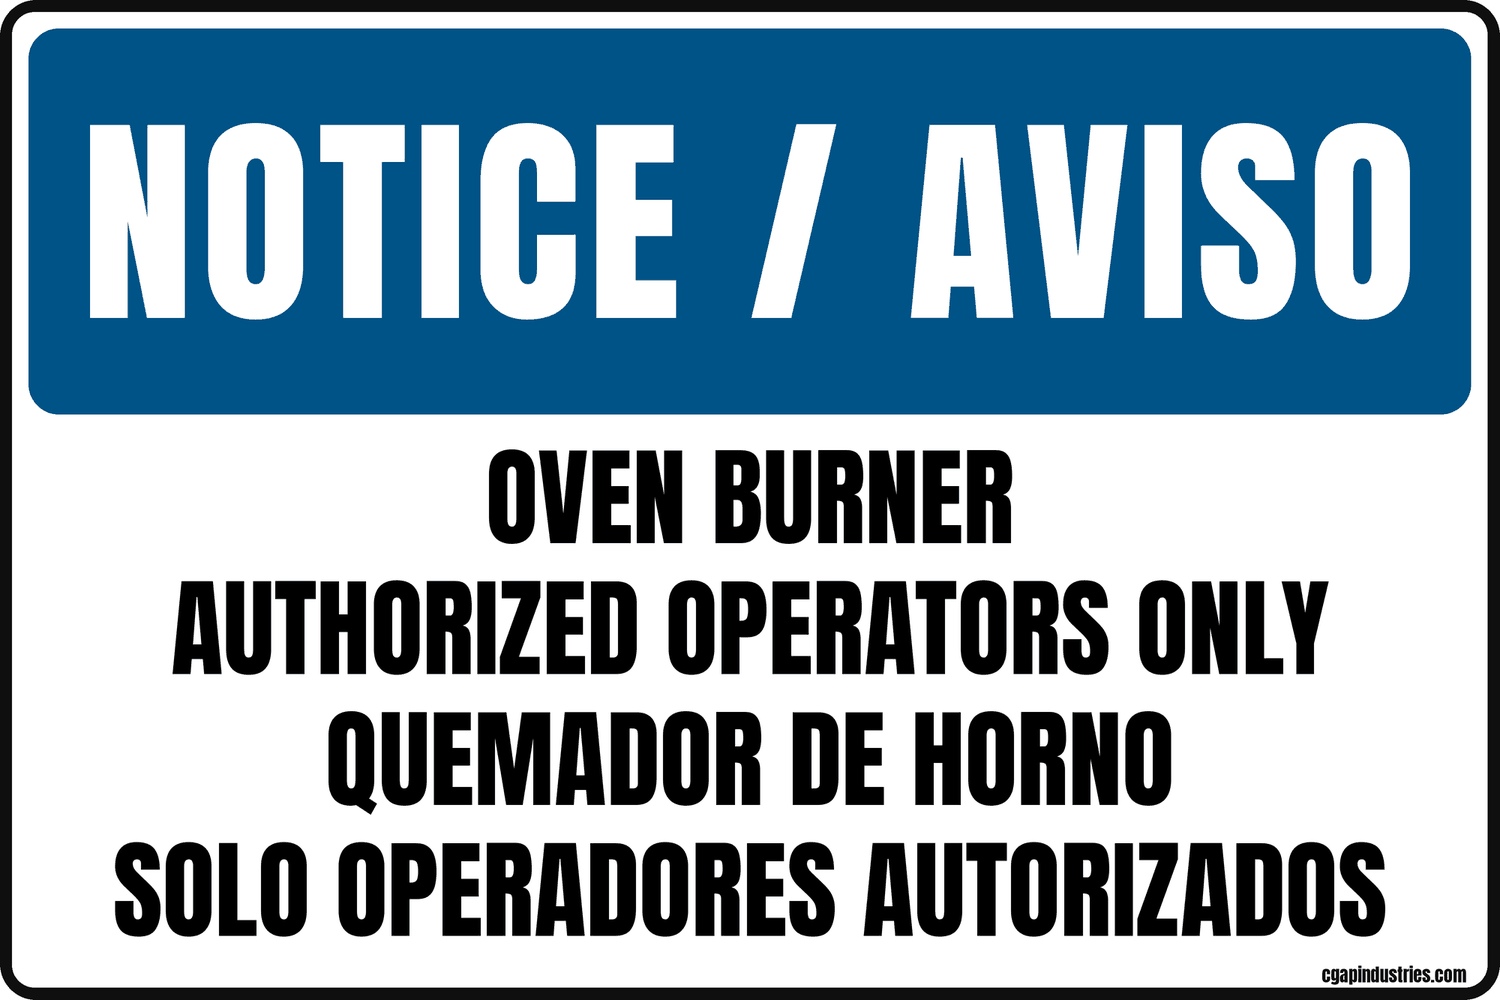 NOTICE / AVISO
OVEN BURNER
AUTHORIZED OPERATORS ONLY
QUEMADOR DE HORNO
SOLO OPERADORES AUTORIZADOS
cgapindustries.com